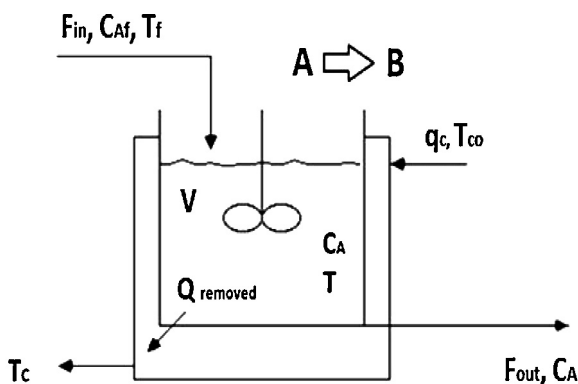 Fin, CAf, Tf
A ⇨ B
qc, Tco
V
CA
T
Q removed
Tc
Fout, CA